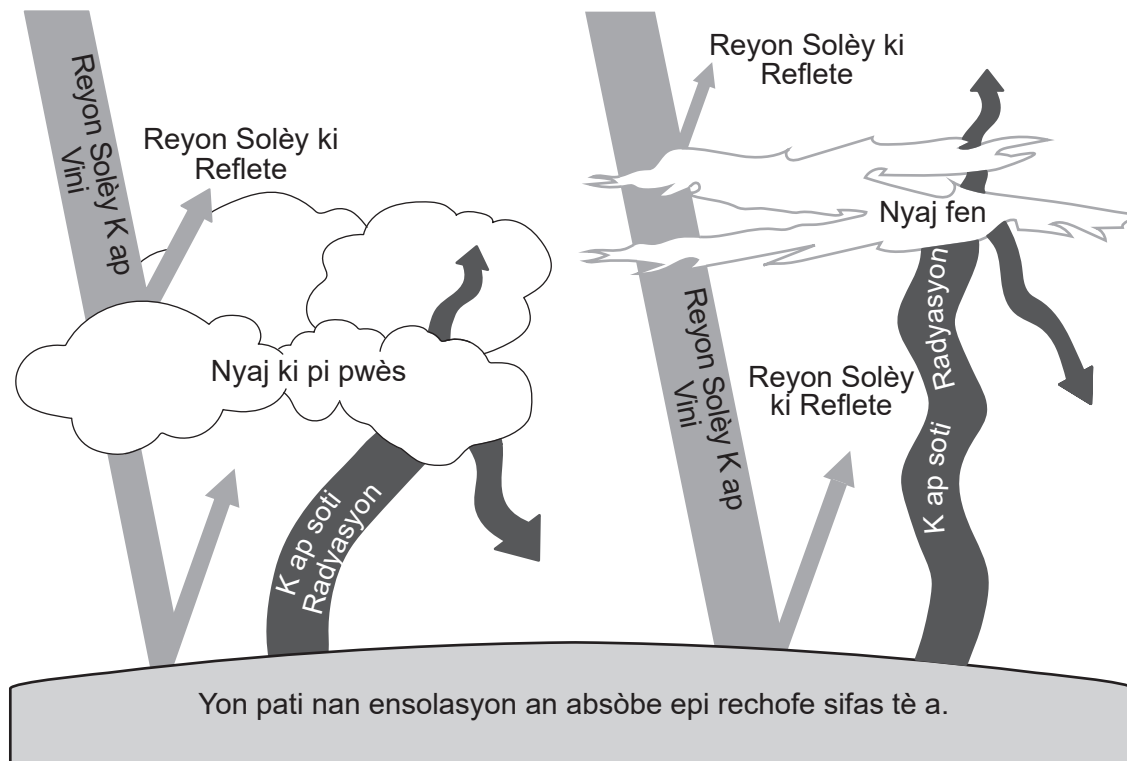 Reyon Solèy K ap
Vini
Reyon Solèy ki
Reflete
Nyaj ki pi pwès
K ap soti
Radyasyon
Reyon Solèy ki
Reflete
Nyaj fen
Reyon Solèy K ap
Vini
Reyon Solèy
ki Reflete
K ap soti Radyasyon
Yon pati nan ensolasyon an absòbe epi rechofe sifas tè a.